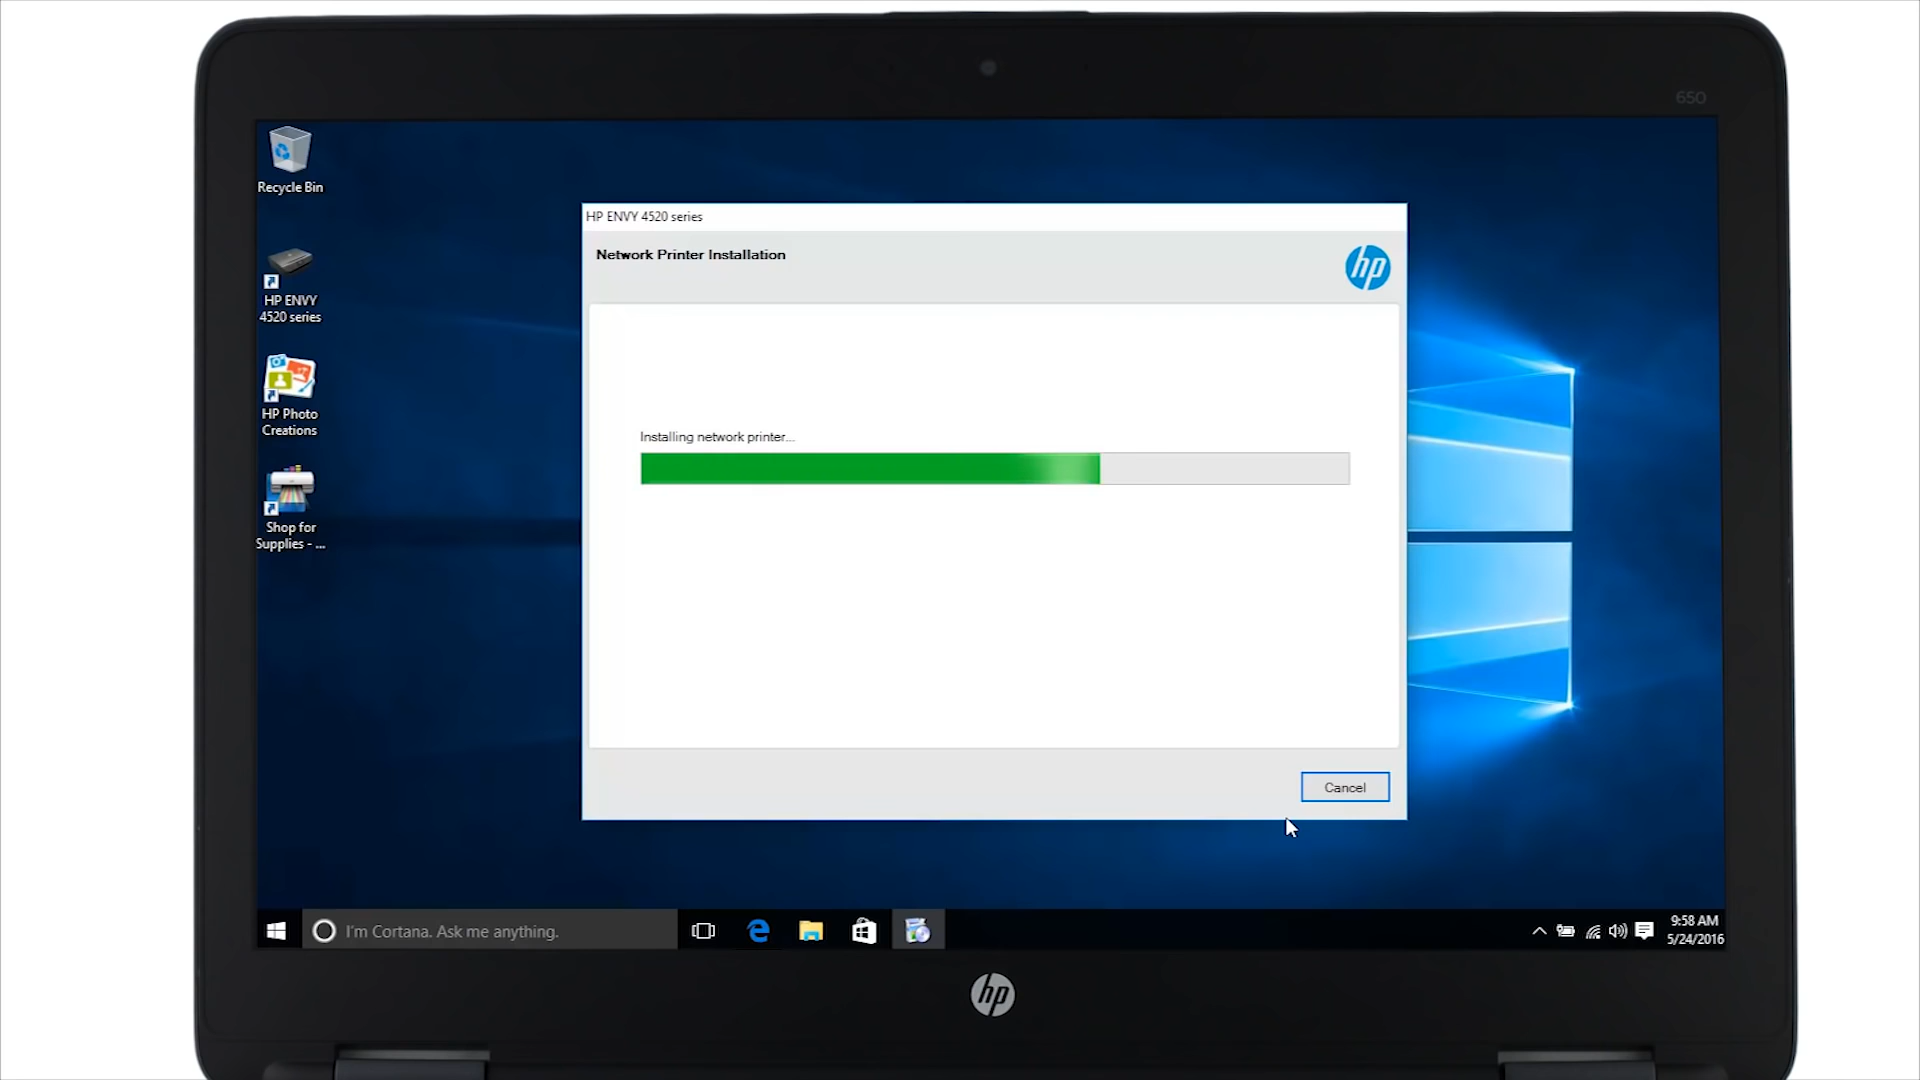 650
Recycle Bin
HP ENVY
4520 series
HP Photo
Creations
Shop for
Supplies - ...
HP ENVY 4520 series
Network Printer Installation
hp
Installing network printer...
Cancel
I'm Cortana. Ask me anything.
9:58 AM
5/24/2016
hp